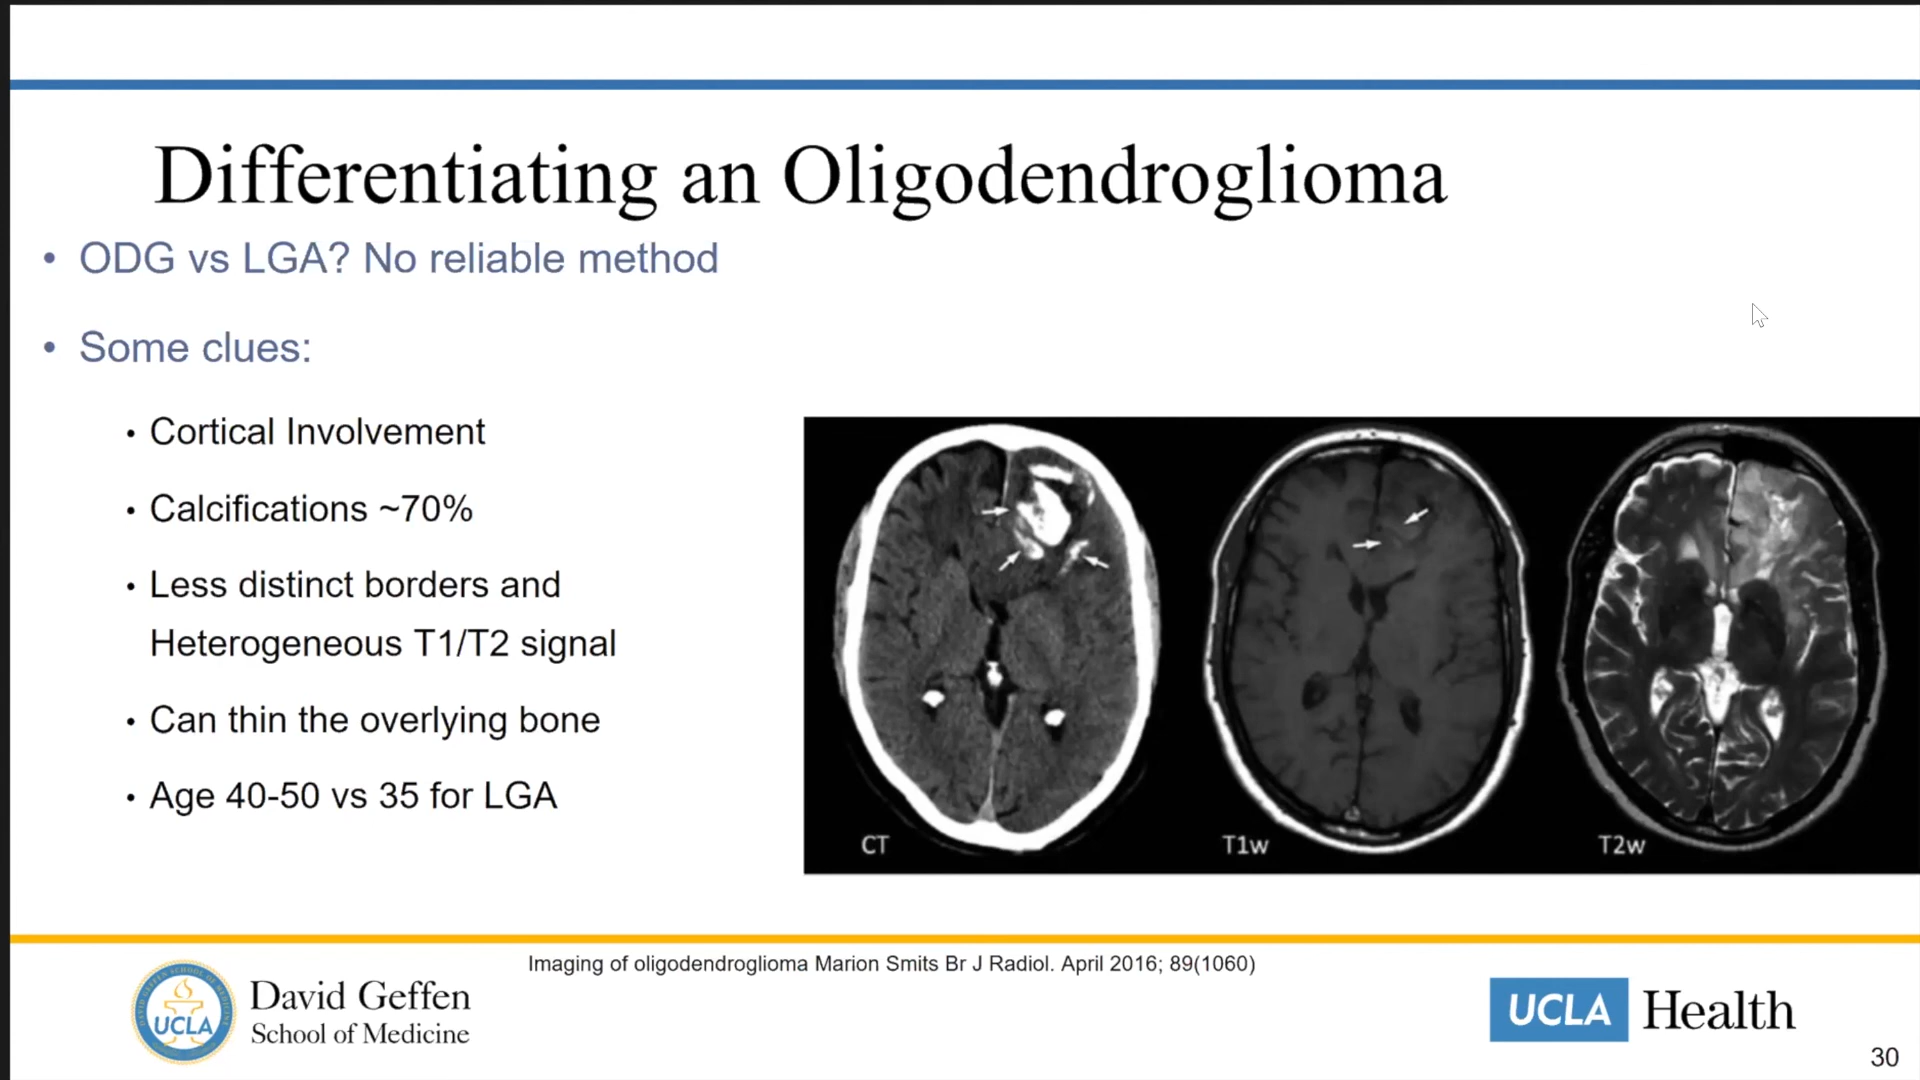 Differentiating an Oligodendroglioma
• ODG vs LGA? No reliable method
• Some clues:
• Cortical Involvement
• Calcifications ~70%
• Less distinct borders and
Heterogeneous T1/T2 signal
• Can thin the overlying bone
• Age 40-50 vs 35 for LGA
CT
T1w
T2w
Imaging of oligodendroglioma Marion Smits Br J Radiol. April 2016; 89(1060)
UCLA
David Geffen
School of Medicine
UCLA Health
30